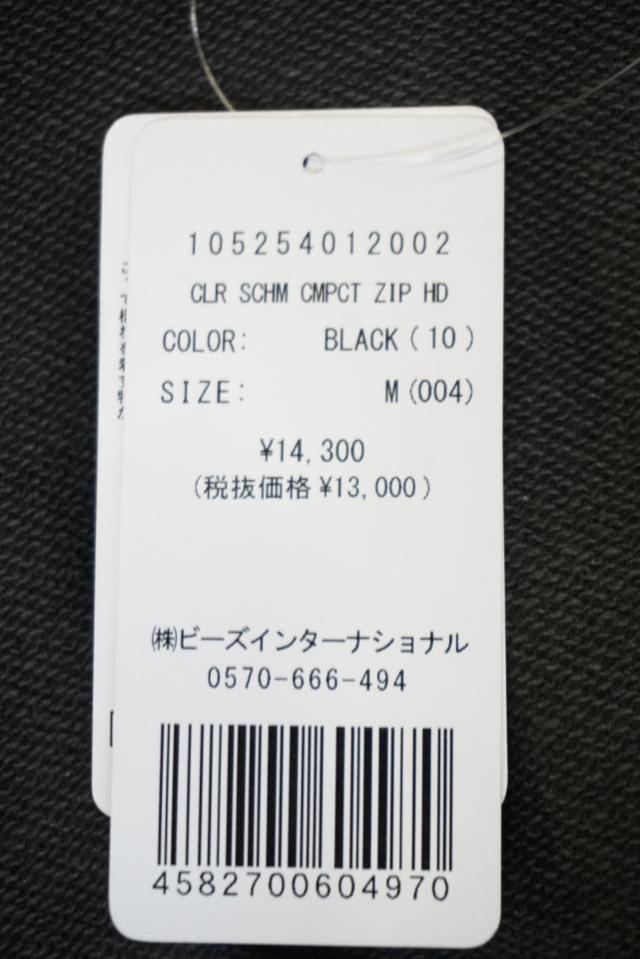 105254012002
CLR SCHM CMPCT ZIP HD
COLOR: BLACK(10)
SIZE: M(004)
¥14,300
(税抜価格¥13,000)
㈱ビーズインターナショナル
0570-666-494
4582700604970